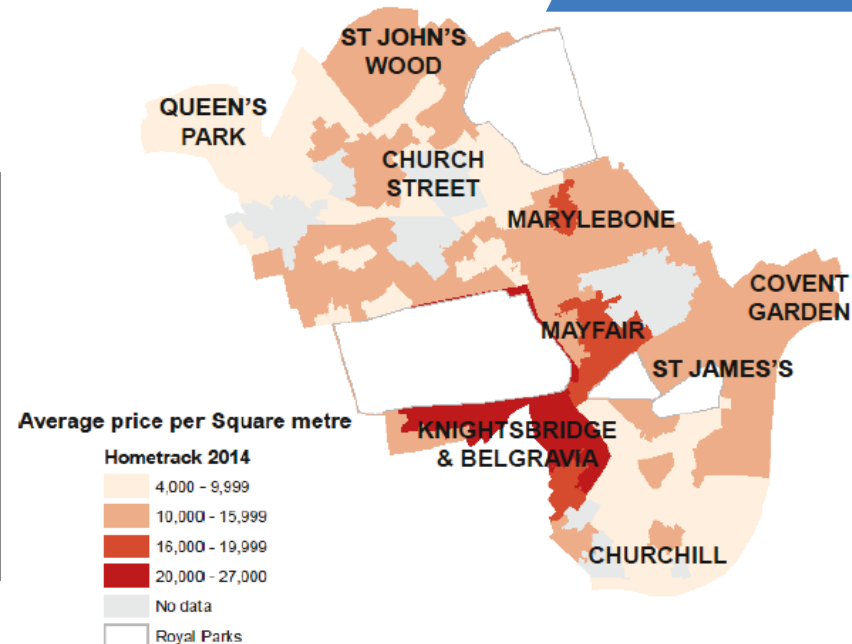 ST JOHN'S
WOOD
QUEEN'S
PARK
CHURCH
STREET
MARYLEBONE
COVENT
GARDEN
MAYFAIR
ST JAMES'S
KNIGHTSBRIDGE
& BELGRAVIA
CHURCHILL
Average price per Square metre
Hometrack 2014
4,000 - 9,999
10,000 - 15,999
16,000 - 19,999
20,000 - 27,000
No data
Royal Parks